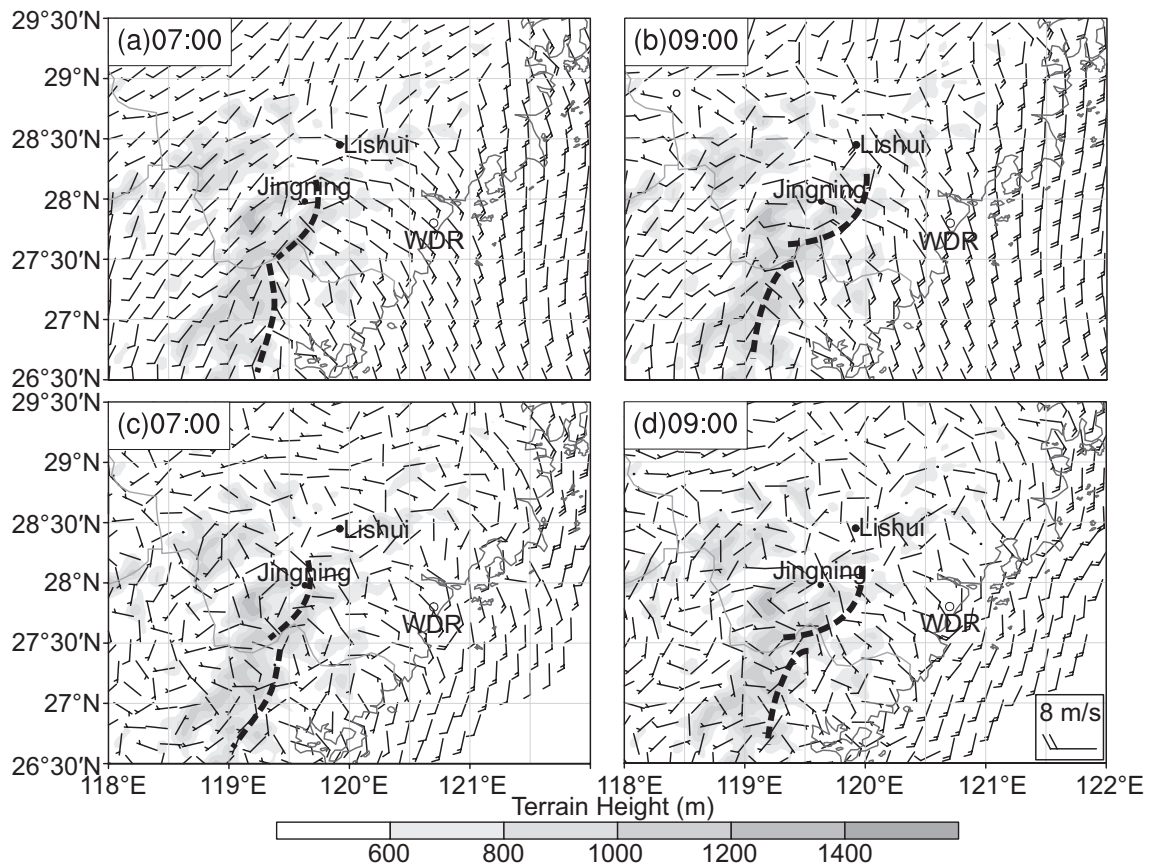 29°30′N
(a)07:00
(b)09:00
29°N
28°30′N
Lishui
Lishui
Jingning
Jingning
28°N
WDR
WDR
27°30′N
27°N
26°30′N
29°30′N
(c)07:00
(d)09:00
29°N
28°30′N
Lishui
Lishui
Jingning
Jingning
28°N
WDR
WDR
27°30′N
27°N
8 m/s
26°30′N
118°E 119°E 120°E 121°E 118°E 119°E 120°E 121°E 122°E
Terrain Height (m)
600 800 1000 1200 1400